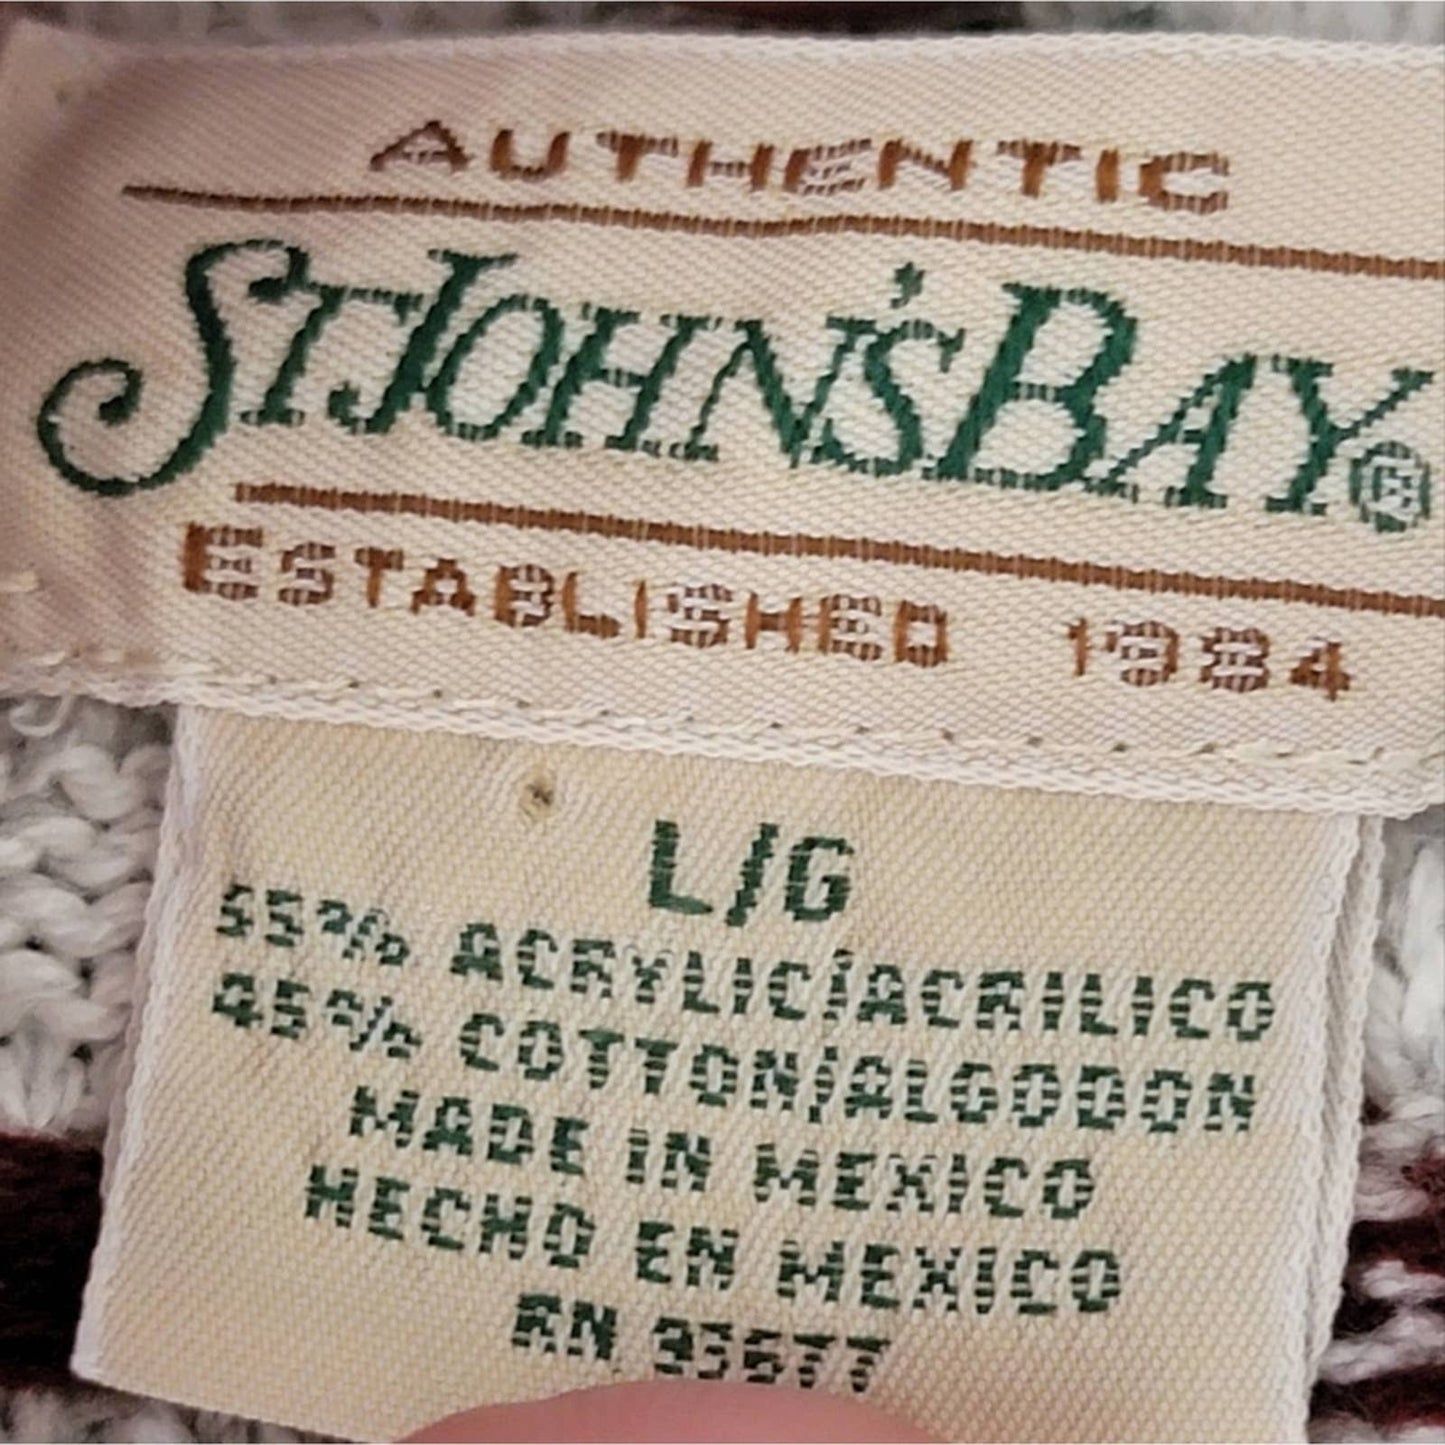 AUTHENTIC
ST JOHN'S BAY®
ESTABLISHED 1984
L/G
55% ACRYLIC/ACRILICO
45% COTTON/ALGODON
MADE IN MEXICO
HECHO EN MEXICO
RN 93677